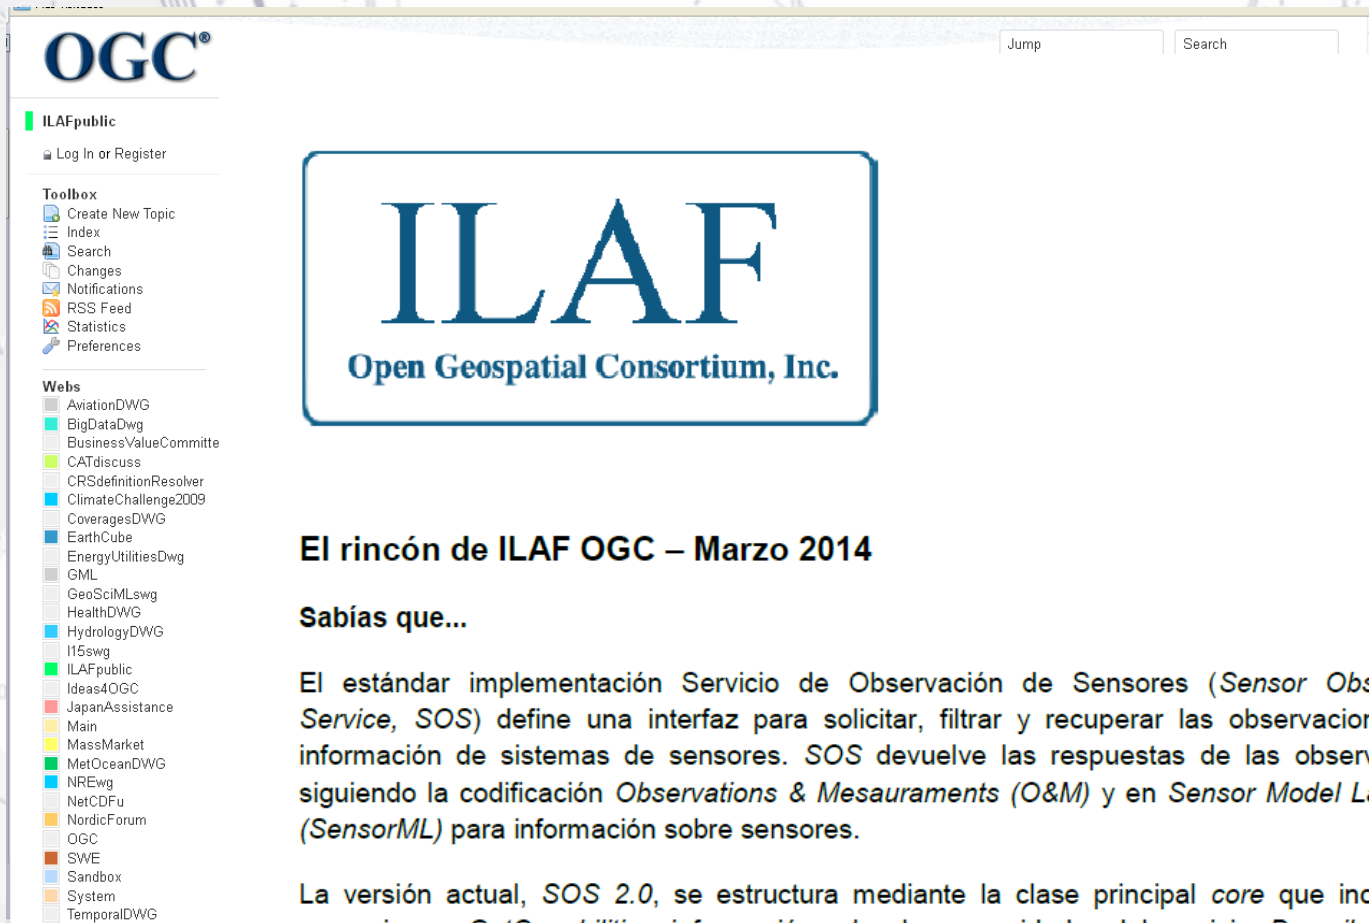 OGC®
Jump
Search
ILAFpublic
Log In or Register
Toolbox
Create New Topic
Index
Search
Changes
Notifications
RSS Feed
Statistics
Preferences
Webs
AviationDWG
BigDataDwg
BusinessValueCommitte
CATdiscuss
CRSdefinitionResolver
ClimateChallenge2009
CoveragesDWG
EarthCube
EnergyUtilitiesDwg
GML
GeoSciMLswg
HealthDWG
HydrologyDWG
I15swg
ILAFpublic
Ideas4OGC
JapanAssistance
Main
MassMarket
MetOceanDWG
NREwg
NetCDFu
NordicForum
OGC
SWE
Sandbox
System
TemporalDWG
ILAF
Open Geospatial Consortium, Inc.
El rincón de ILAF OGC – Marzo 2014
Sabías que...
El estándar implementación Servicio de Observación de Sensores (Sensor Obs
Service, SOS) define una interfaz para solicitar, filtrar y recuperar las observacion
información de sistemas de sensores. SOS devuelve las respuestas de las observ
siguiendo la codificación Observations & Mesauraments (O&M) y en Sensor Model La
(SensorML) para información sobre sensores.
La versión actual, SOS 2.0, se estructura mediante la clase principal core que inc